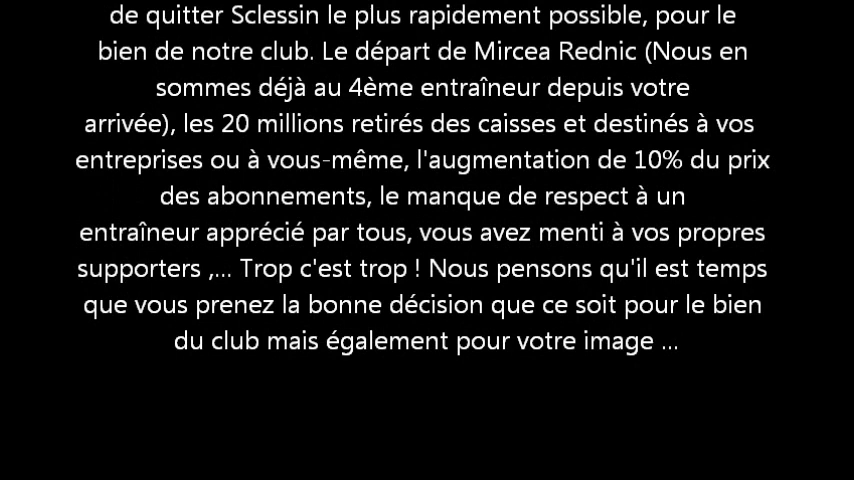 de quitter Sclessin le plus rapidement possible, pour le
bien de notre club. Le départ de Mircea Rednic (Nous en
sommes déjà au 4ème entraîneur depuis votre
arrivée), les 20 millions retirés des caisses et destinés à vos
entreprises ou à vous-même, l'augmentation de 10% du prix
des abonnements, le manque de respect à un
entraîneur apprécié par tous, vous avez menti à vos propres
supporters ,... Trop c'est trop ! Nous pensons qu'il est temps
que vous prenez la bonne décision que ce soit pour le bien
du club mais également pour votre image ...